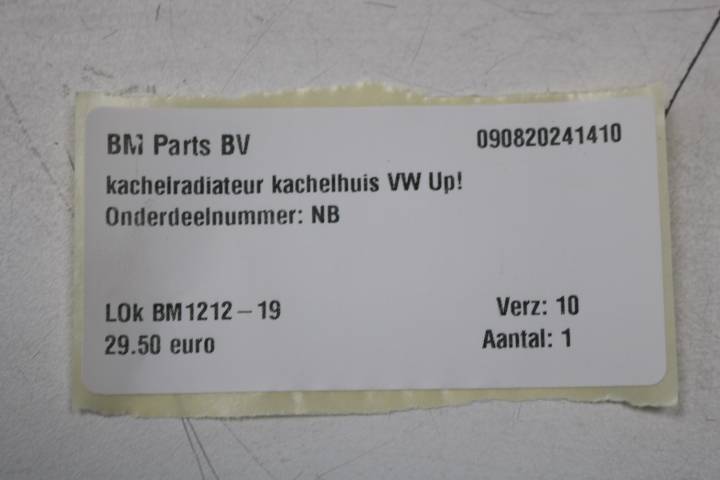 BM Parts BV 090820241410
kachelradiateur kachelhuis VW Up!
Onderdeelnummer: NB
LOk BM1212-19 Verz: 10
29.50 euro Aantal: 1